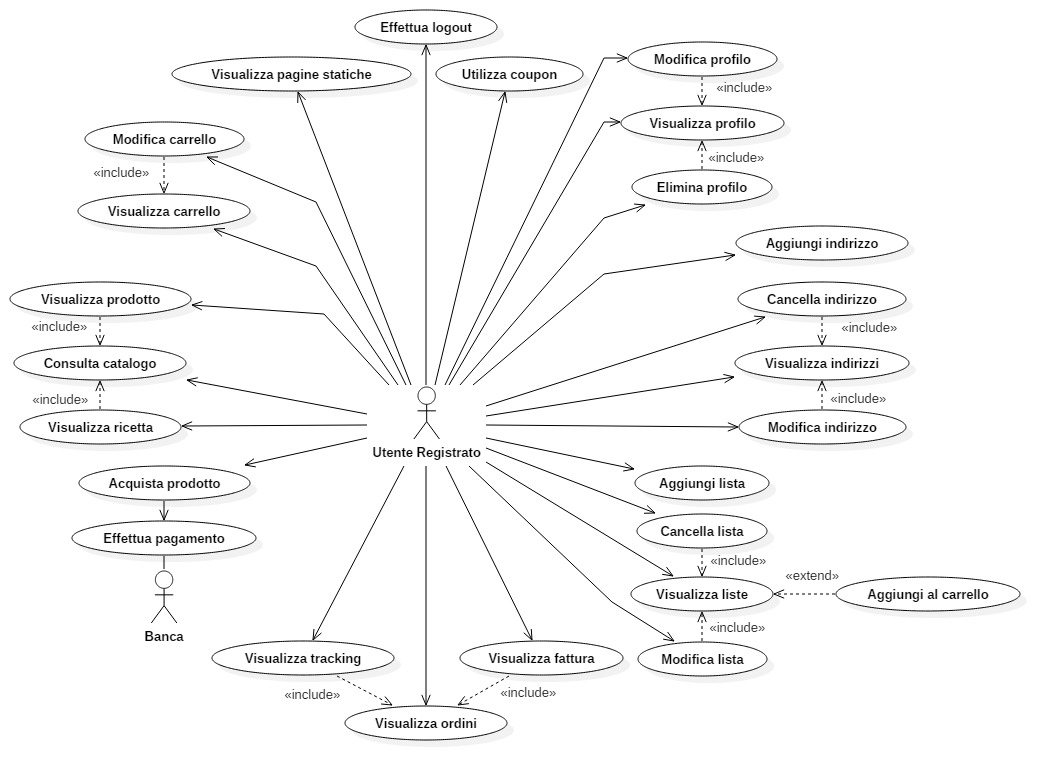 Effettua logout
Visualizza pagine statiche
Utilizza coupon
Modifica profilo
«include»
Visualizza profilo
«include»
Elimina profilo
Modifica carrello
«include»
Visualizza carrello
Aggiungi indirizzo
Visualizza prodotto
«include»
Consulta catalogo
«include»
Visualizza ricetta
Cancella indirizzo
«include»
Visualizza indirizzi
«include»
Modifica indirizzo
Utente Registrato
Acquista prodotto
Effettua pagamento
Banca
Aggiungi lista
Cancella lista
«include»
Visualizza liste
«extend»
Aggiungi al carrello
«include»
Modifica lista
Visualizza tracking
Visualizza fattura
«include»
«include»
Visualizza ordini